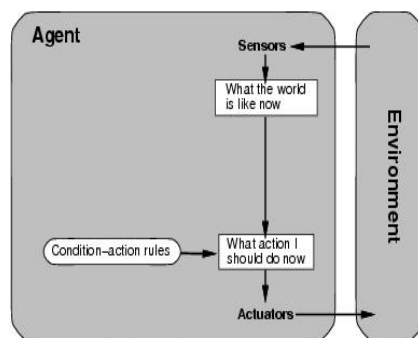 Agent
Sensors
What the world
is like now
Environment
Condition–action rules
What action I
should do now
Actuators